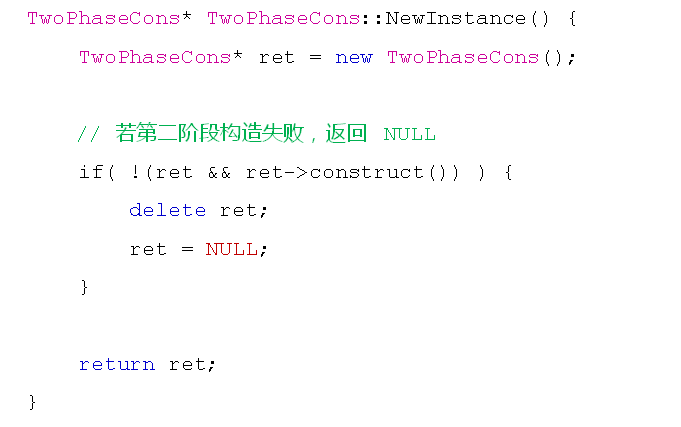 TwoPhaseCons* TwoPhaseCons::NewInstance() {
    TwoPhaseCons* ret = new TwoPhaseCons();
    // 若第二阶段构造失败，返回 NULL
    if( !(ret && ret->construct()) ) {
        delete ret;
        ret = NULL;
    }
    return ret;
}